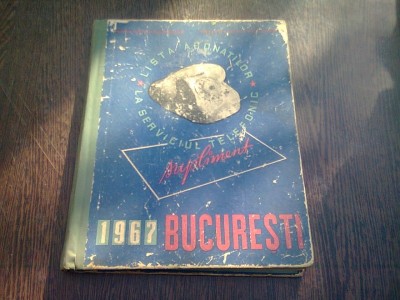 LISTA ABONAȚILOR
LA SERVICIUL TELEFONIC
supliment
1967 BUCUREȘTI